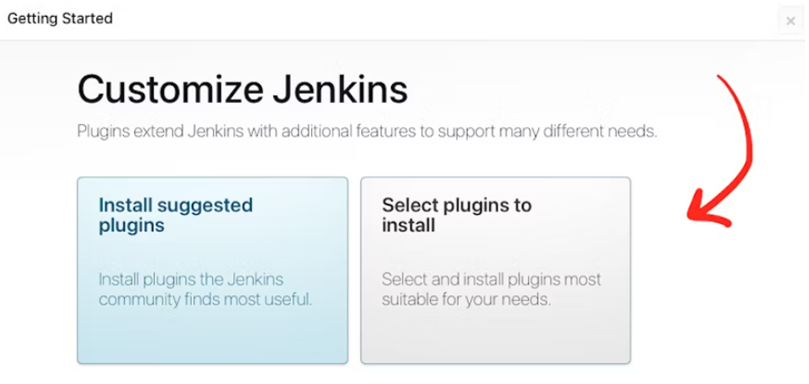 Getting Started
×
Customize Jenkins
Plugins extend Jenkins with additional features to support many different needs.
Install suggested
plugins
Install plugins the Jenkins
community finds most useful.
Select plugins to
install
Select and install plugins most
suitable for your needs.